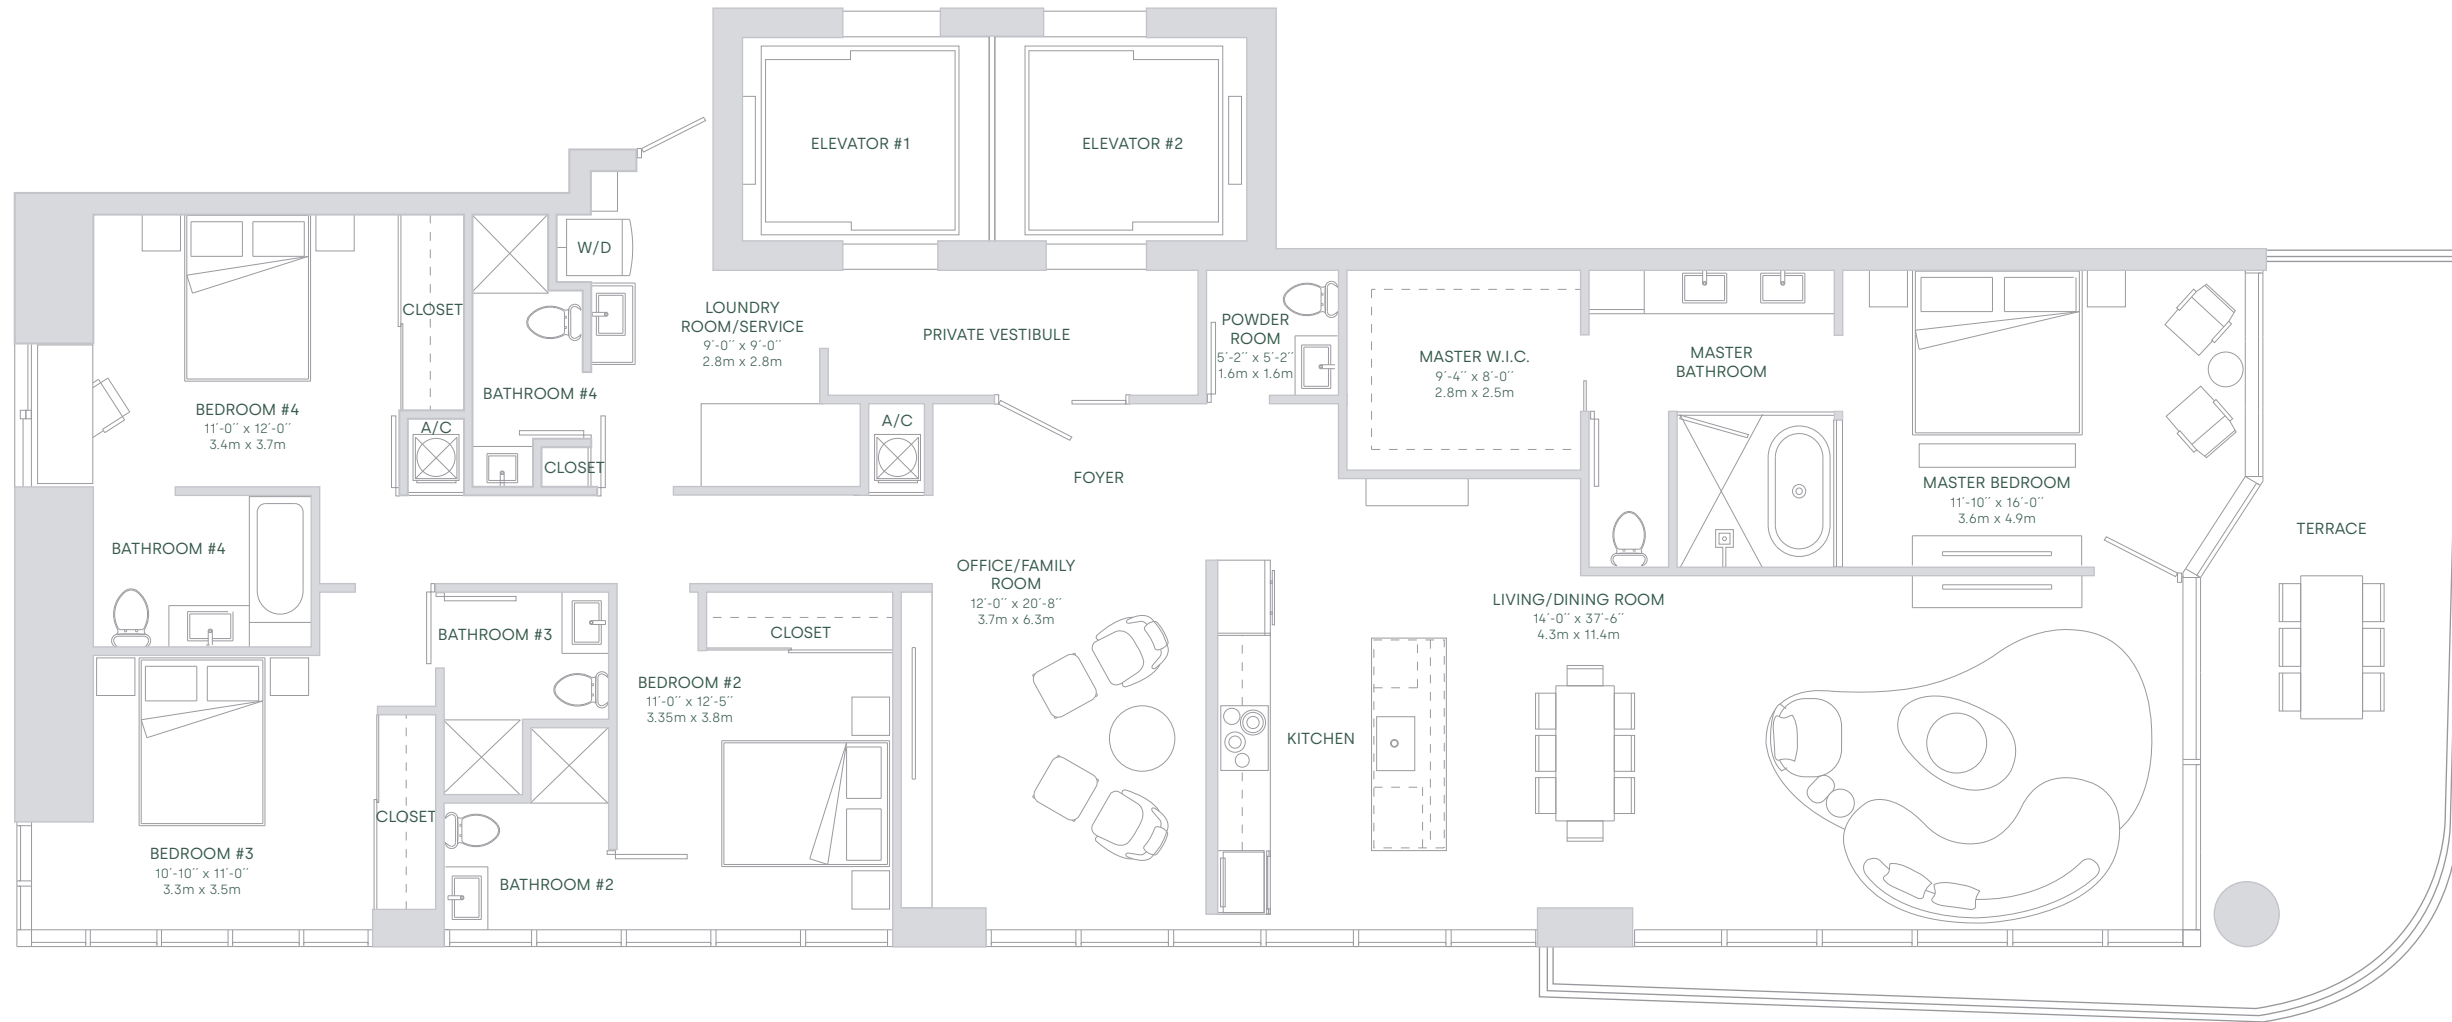 ELEVATOR #1
ELEVATOR #2
W/D
CLOSET
LOUNDRY
ROOM/SERVICE
9´-0´´ x 9´-0´´
2.8m x 2.8m
PRIVATE VESTIBULE
POWDER
ROOM
5´-2´´ x 5´-2´´
1.6m x 1.6m
MASTER W.I.C.
9´-4´´ x 8´-0´´
2.8m x 2.5m
MASTER
BATHROOM
BEDROOM #4
11´-0´´ x 12´-0´´
3.4m x 3.7m
BATHROOM #4
A/C
A/C
CLOSET
FOYER
MASTER BEDROOM
11´-10´´ x 16´-0´´
3.6m x 4.9m
TERRACE
BATHROOM #4
OFFICE/FAMILY
ROOM
12´-0´´ x 20´-8´´
3.7m x 6.3m
LIVING/DINING ROOM
14´-0´´ x 37´-6´´
4.3m x 11.4m
BATHROOM #3
CLOSET
BEDROOM #2
11´-0´´ x 12´-5´´
3.35m x 3.8m
KITCHEN
CLOSET
BEDROOM #3
10´-10´´ x 11´-0´´
3.3m x 3.5m
BATHROOM #2